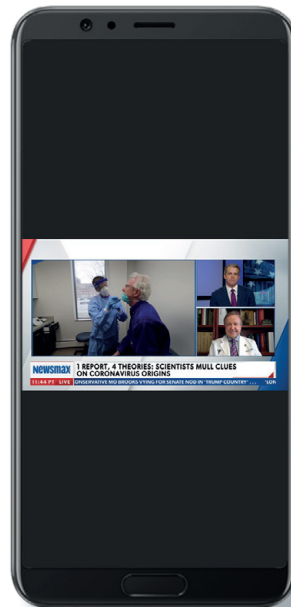 NEWSMAX
1 REPORT, 4 THEORIES: SCIENTISTS MULL CLUES
ON CORONAVIRUS ORIGINS
11:44 PT LIVE
ONSERVATIVE MO BROOKS VYING FOR SENATE NOD IN "TRUMP COUNTRY" . . .